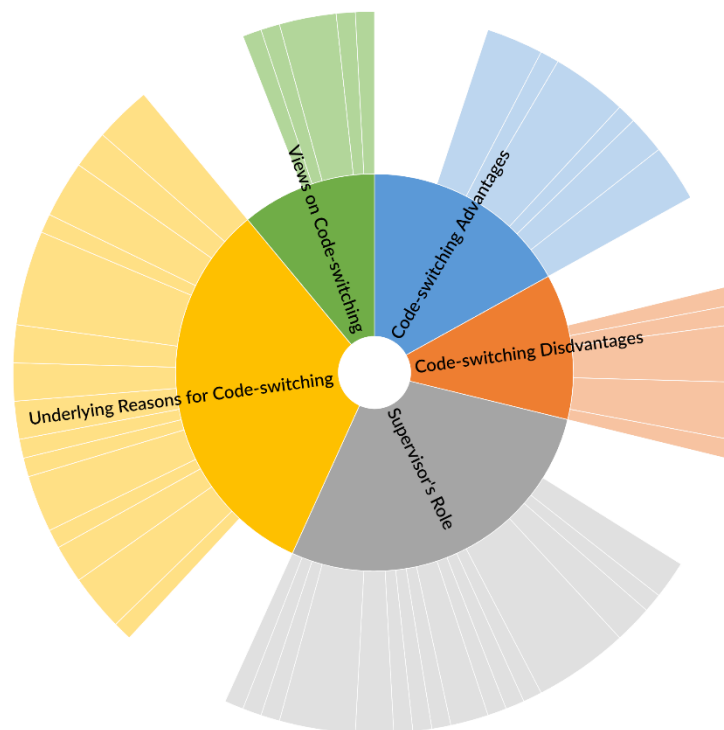 Views on Code-switching
Code-switching Advantages
Code-switching Disdvantages
Supervisor's Role
Underlying Reasons for Code-switching